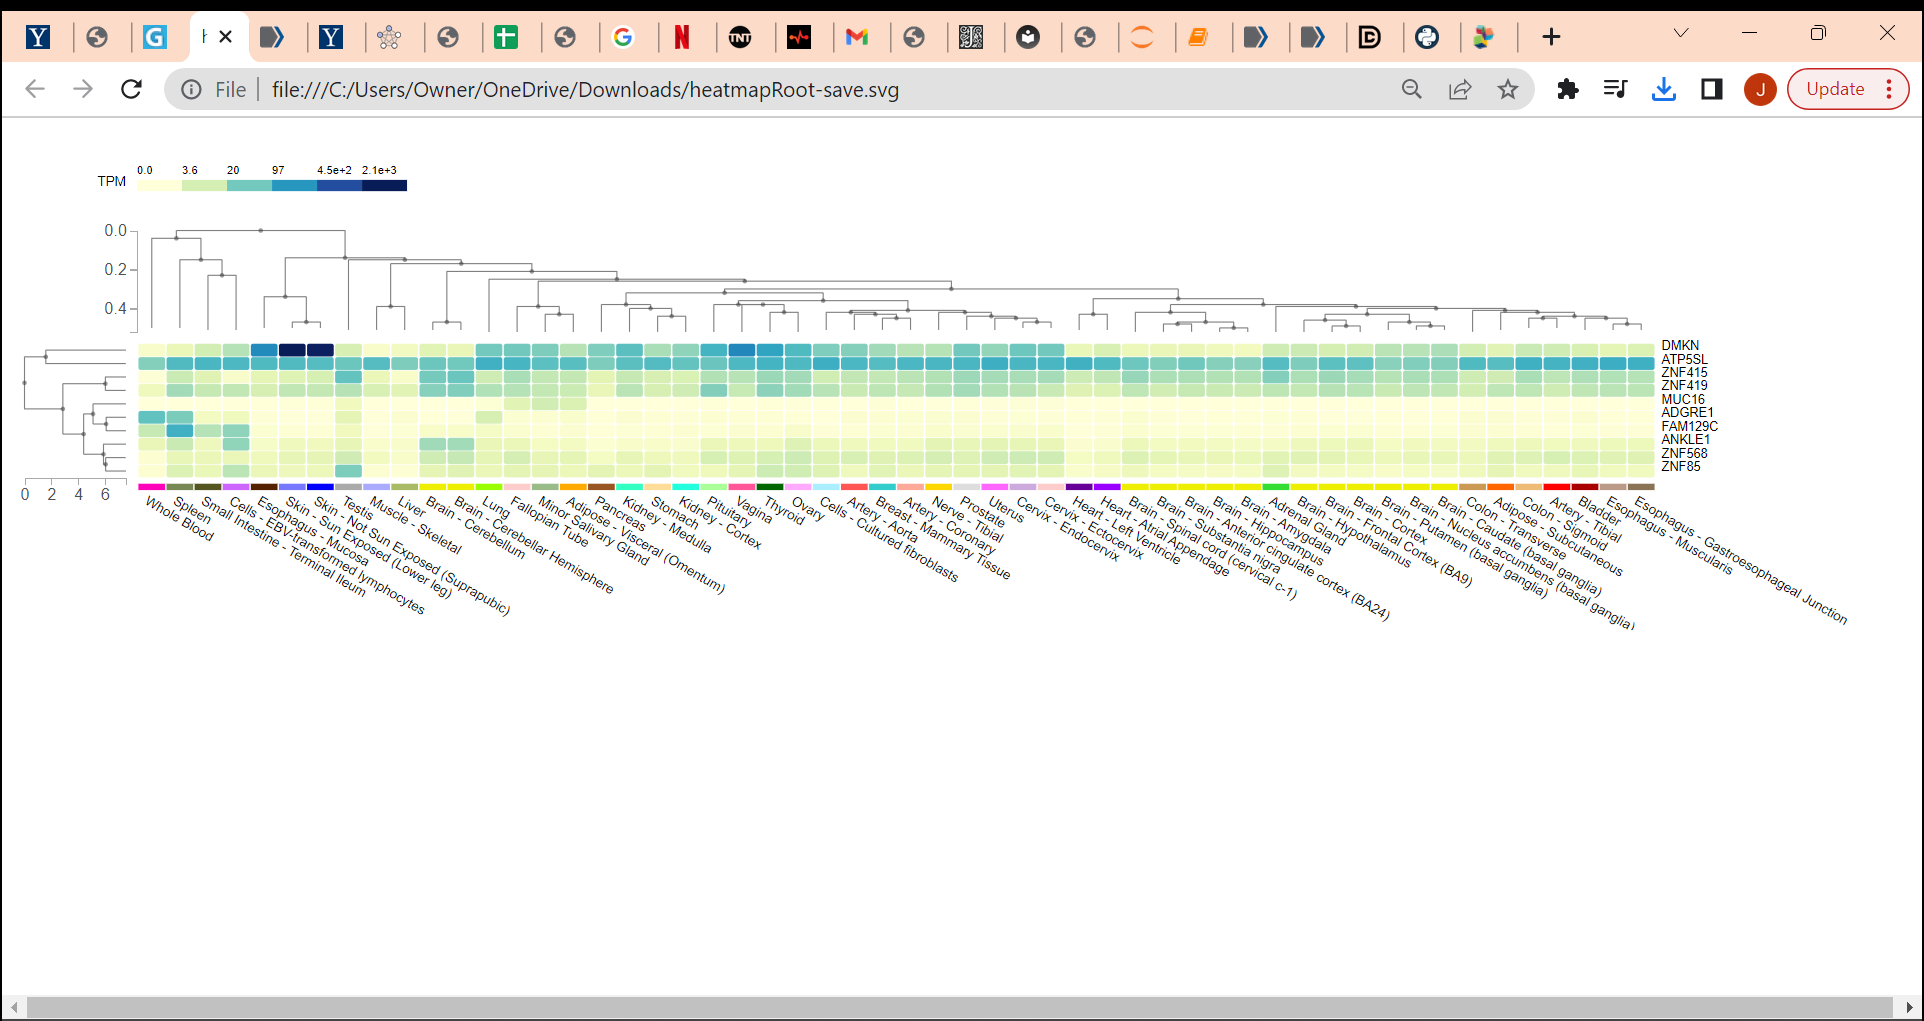 File
file:///C:/Users/Owner/OneDrive/Downloads/heatmapRoot-save.svg
J
Update
TNT
TPM
0.0 3.6 20 97 4.5e+2 2.1e+3
0.0
0.2
0.4
DMKN
ATP5SL
ZNF415
ZNF419
MUC16
ADGRE1
FAM129C
ANKLE1
ZNF568
ZNF85
0 2 4 6
Whole Blood
Spleen
Small Intestine - Terminal Ileum
Cells - EBV-transformed lymphocytes
Esophagus - Mucosa
Skin - Sun Exposed (Lower leg)
Skin - Not Sun Exposed (Suprapubic)
Testis
Muscle - Skeletal
Liver
Brain - Cerebellum
Brain - Cerebellar Hemisphere
Lung
Fallopian Tube
Minor Salivary Gland
Adipose - Visceral (Omentum)
Pancreas
Kidney - Medulla
Stomach
Kidney - Cortex
Pituitary
Vagina
Thyroid
Ovary
Cells - Cultured fibroblasts
Artery - Aorta
Breast - Mammary Tissue
Artery - Coronary
Nerve - Tibial
Prostate
Uterus
Cervix - Endocervix
Cervix - Ectocervix
Heart - Left Ventricle
Heart - Atrial Appendage
Brain - Spinal cord (cervical c-1)
Brain - Substantia nigra
Brain - Anterior cingulate cortex (BA24)
Brain - Hippocampus
Brain - Amygdala
Adrenal Gland
Brain - Hypothalamus
Brain - Frontal Cortex (BA9)
Brain - Cortex
Brain - Putamen (basal ganglia)
Brain - Nucleus accumbens (basal ganglia)
Brain - Caudate (basal ganglia)
Colon - Transverse
Adipose - Subcutaneous
Colon - Sigmoid
Artery - Tibial
Bladder
Esophagus - Muscularis
Esophagus - Gastroesophageal Junction